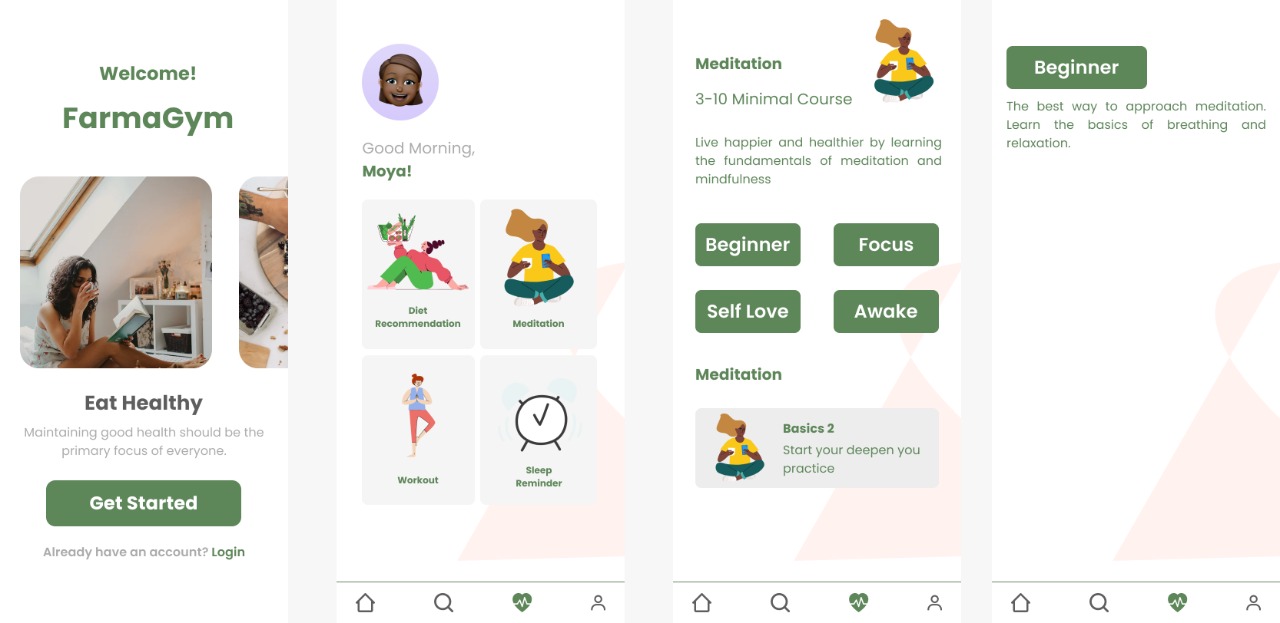 Welcome!
FarmaGym
Eat Healthy
Maintaining good health should be the
primary focus of everyone.
Get Started
Already have an account? Login
Good Morning,
Moya!
Diet
Recommendation
Meditation
Workout
Sleep
Reminder
Meditation
3-10 Minimal Course
Live happier and healthier by learning
the fundamentals of meditation and
mindfulness
Beginner
Focus
Self Love
Awake
Meditation
Basics 2
Start your deepen you
practice
Beginner
The best way to approach meditation.
Learn the basics of breathing and
relaxation.